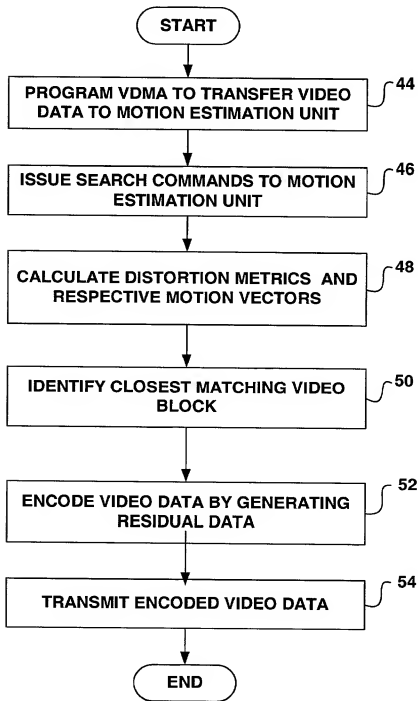 START
PROGRAM VDMA TO TRANSFER VIDEO
DATA TO MOTION ESTIMATION UNIT
44
ISSUE SEARCH COMMANDS TO MOTION
ESTIMATION UNIT
46
CALCULATE DISTORTION METRICS AND
RESPECTIVE MOTION VECTORS
48
IDENTIFY CLOSEST MATCHING VIDEO
BLOCK
50
ENCODE VIDEO DATA BY GENERATING
RESIDUAL DATA
52
TRANSMIT ENCODED VIDEO DATA
54
END